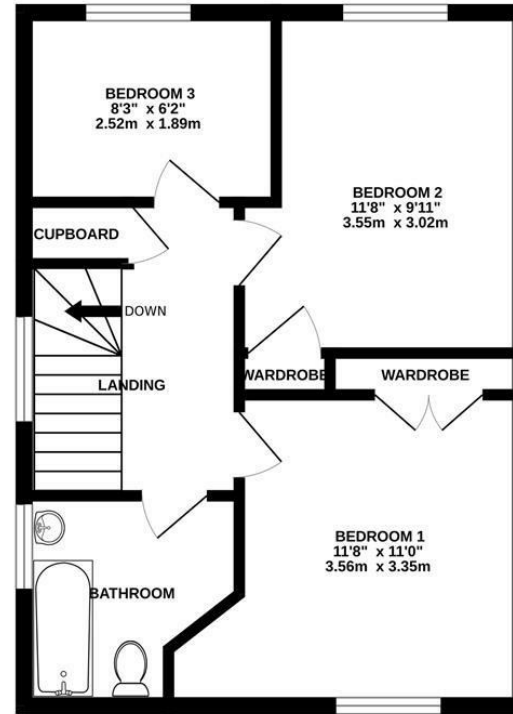 BEDROOM 3
8'3" x 6'2"
2.52m x 1.89m
BEDROOM 2
11'8" x 9'11"
3.55m x 3.02m
CUPBOARD
DOWN
LANDING
WARDROBE
WARDROBE
BEDROOM 1
11'8" x 11'0"
3.56m x 3.35m
BATHROOM